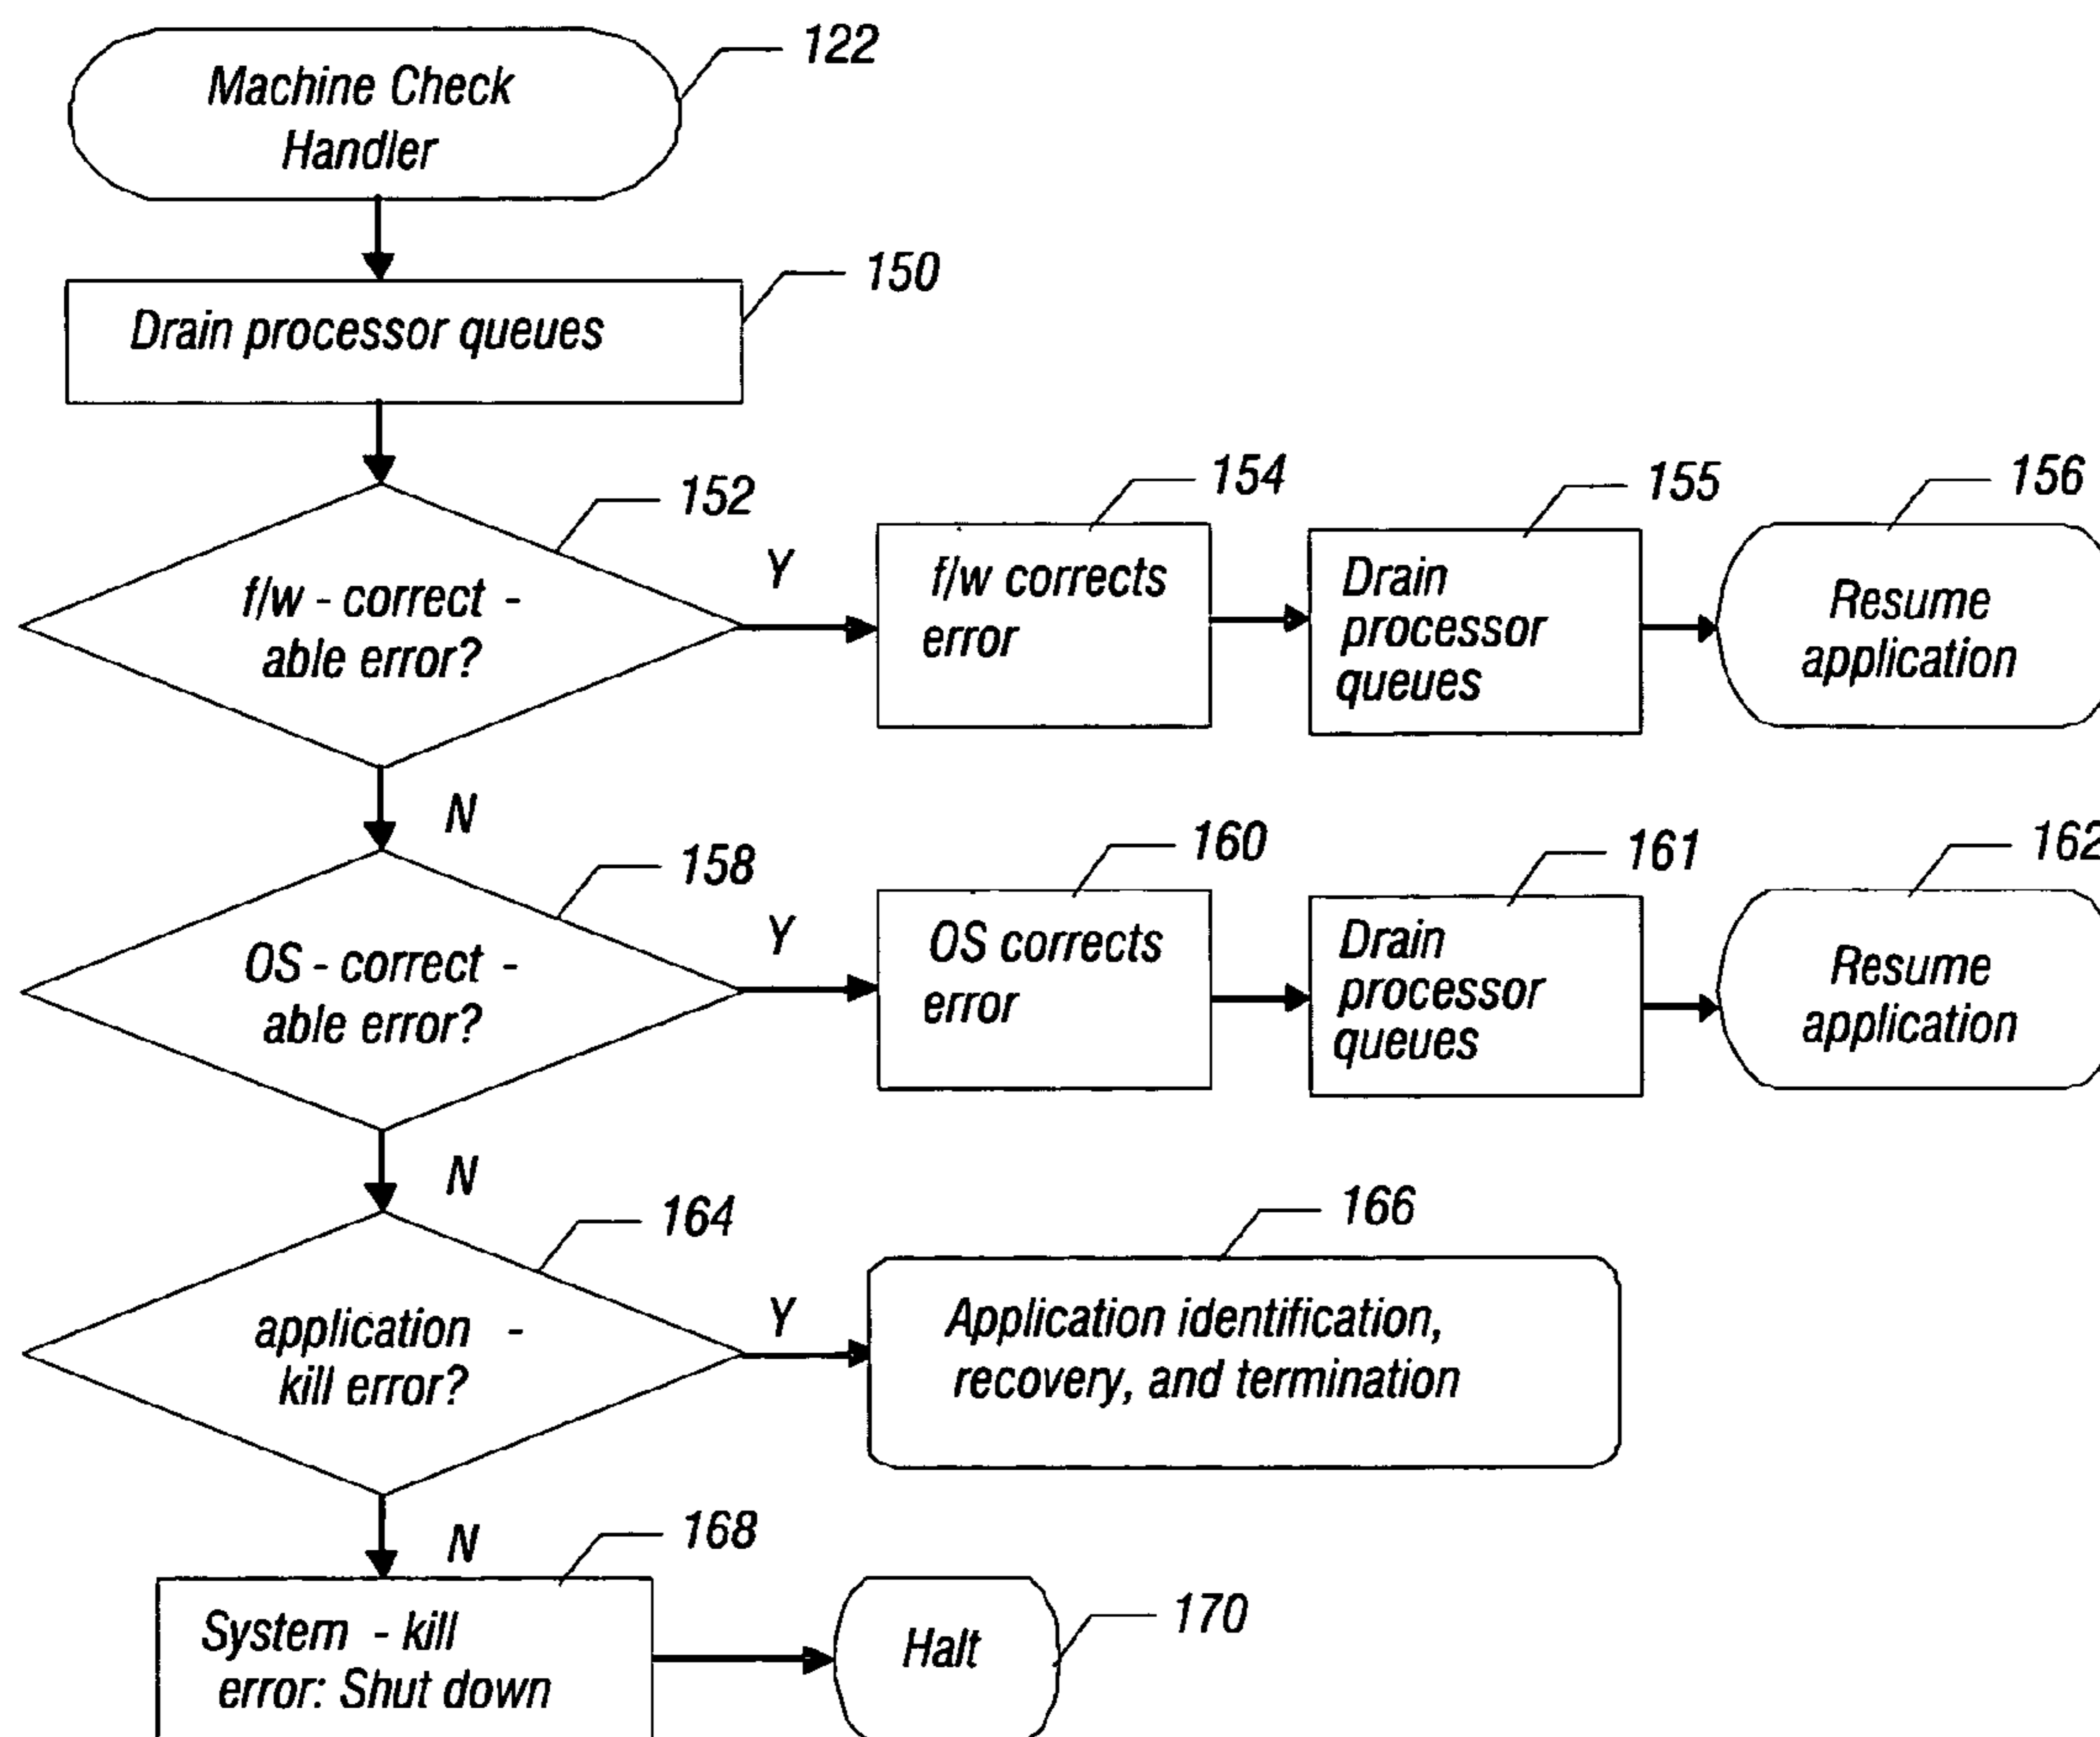 122
Machine Check
Handler
150
Drain processor queues
152
f/w - correct -
able error?
Y
154
f/w corrects
error
155
Drain
processor
queues
156
Resume
application
N
158
OS - correct -
able error?
Y
160
OS corrects
error
161
Drain
processor
queues
162
Resume
application
N
164
application -
kill error?
Y
166
Application identification,
recovery, and termination
N
168
System - kill
error: Shut down
170
Halt